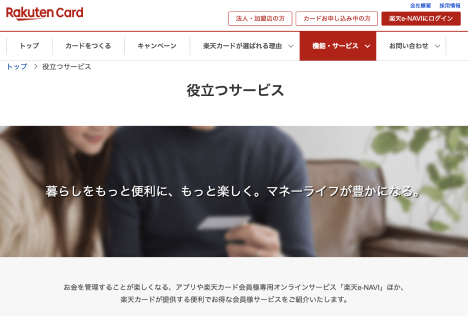 Rakuten Card
会社概要 採用情報
法人・加盟店の方 カードお申し込み中の方 楽天e-NAVIにログイン
トップ カードをつくる キャンペーン 楽天カードが選ばれる理由 機能・サービス お問い合わせ
トップ 役立つサービス
役立つサービス
暮らしをもっと便利に、もっと楽しく。マネーライフが豊かになる。
お金を管理することが楽しくなる、アプリや楽天カード会員様専用オンラインサービス「楽天e-NAVI」ほか、
楽天カードが提供する便利でお得な会員様サービスをご紹介いたします。